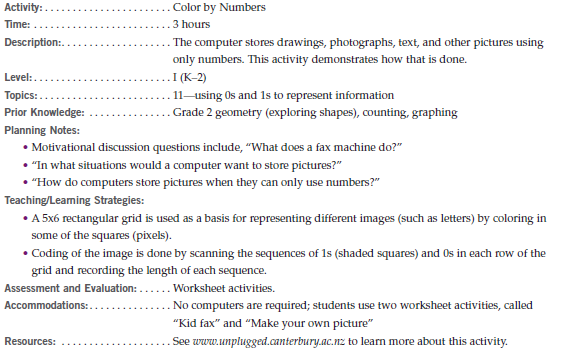 Activity: . . . . . . . . . . . . . . . . . . . . . . . Color by Numbers
Time: . . . . . . . . . . . . . . . . . . . . . . . . . 3 hours
Description:. . . . . . . . . . . . . . . . . . . . The computer stores drawings, photographs, text, and other pictures using
only numbers. This activity demonstrates how that is done.
Level:. . . . . . . . . . . . . . . . . . . . . . . . . I (K–2)
Topics:. . . . . . . . . . . . . . . . . . . . . . . . 11—using 0s and 1s to represent information
Prior Knowledge: . . . . . . . . . . . . . . Grade 2 geometry (exploring shapes), counting, graphing
Planning Notes:
• Motivational discussion questions include, “What does a fax machine do?”
• “In what situations would a computer want to store pictures?”
• “How do computers store pictures when they can only use numbers?”
Teaching/Learning Strategies:
• A 5x6 rectangular grid is used as a basis for representing different images (such as letters) by coloring in
some of the squares (pixels).
• Coding of the image is done by scanning the sequences of 1s (shaded squares) and 0s in each row of the
grid and recording the length of each sequence.
Assessment and Evaluation: . . . . . . Worksheet activities.
Accommodations:. . . . . . . . . . . . . . . No computers are required; students use two worksheet activities, called
“Kid fax” and “Make your own picture”
Resources: . . . . . . . . . . . . . . . . . . . . See www.unplugged.canterbury.ac.nz to learn more about this activity.